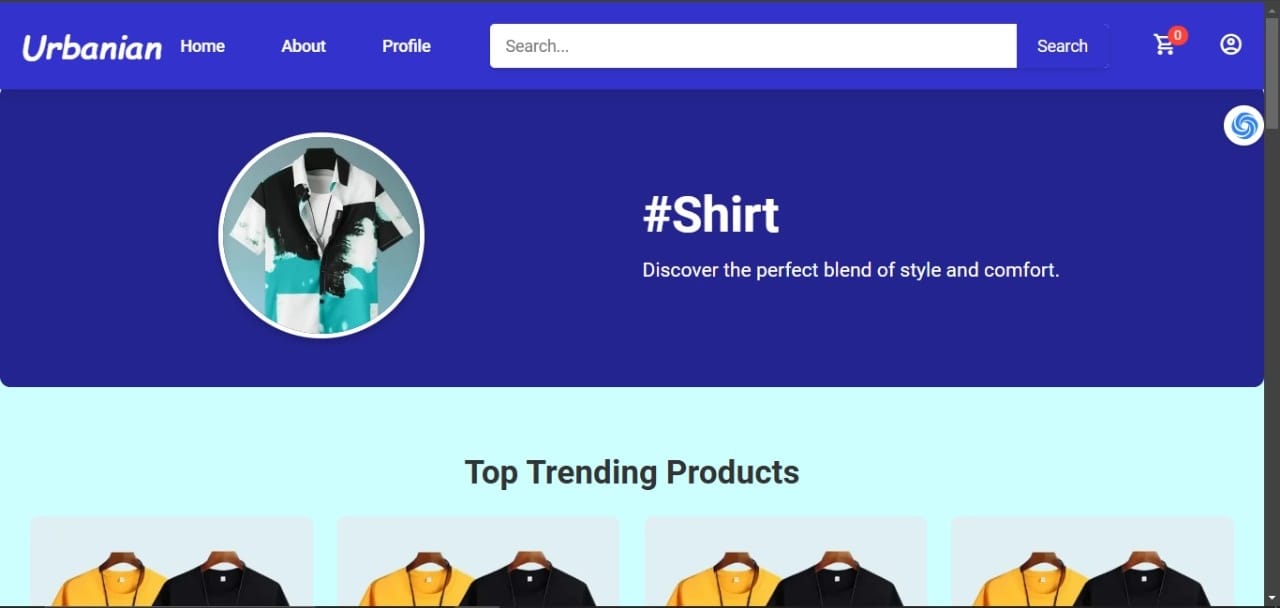 Urbanian Home About Profile Search... Search 0
#Shirt
Discover the perfect blend of style and comfort.
Top Trending Products